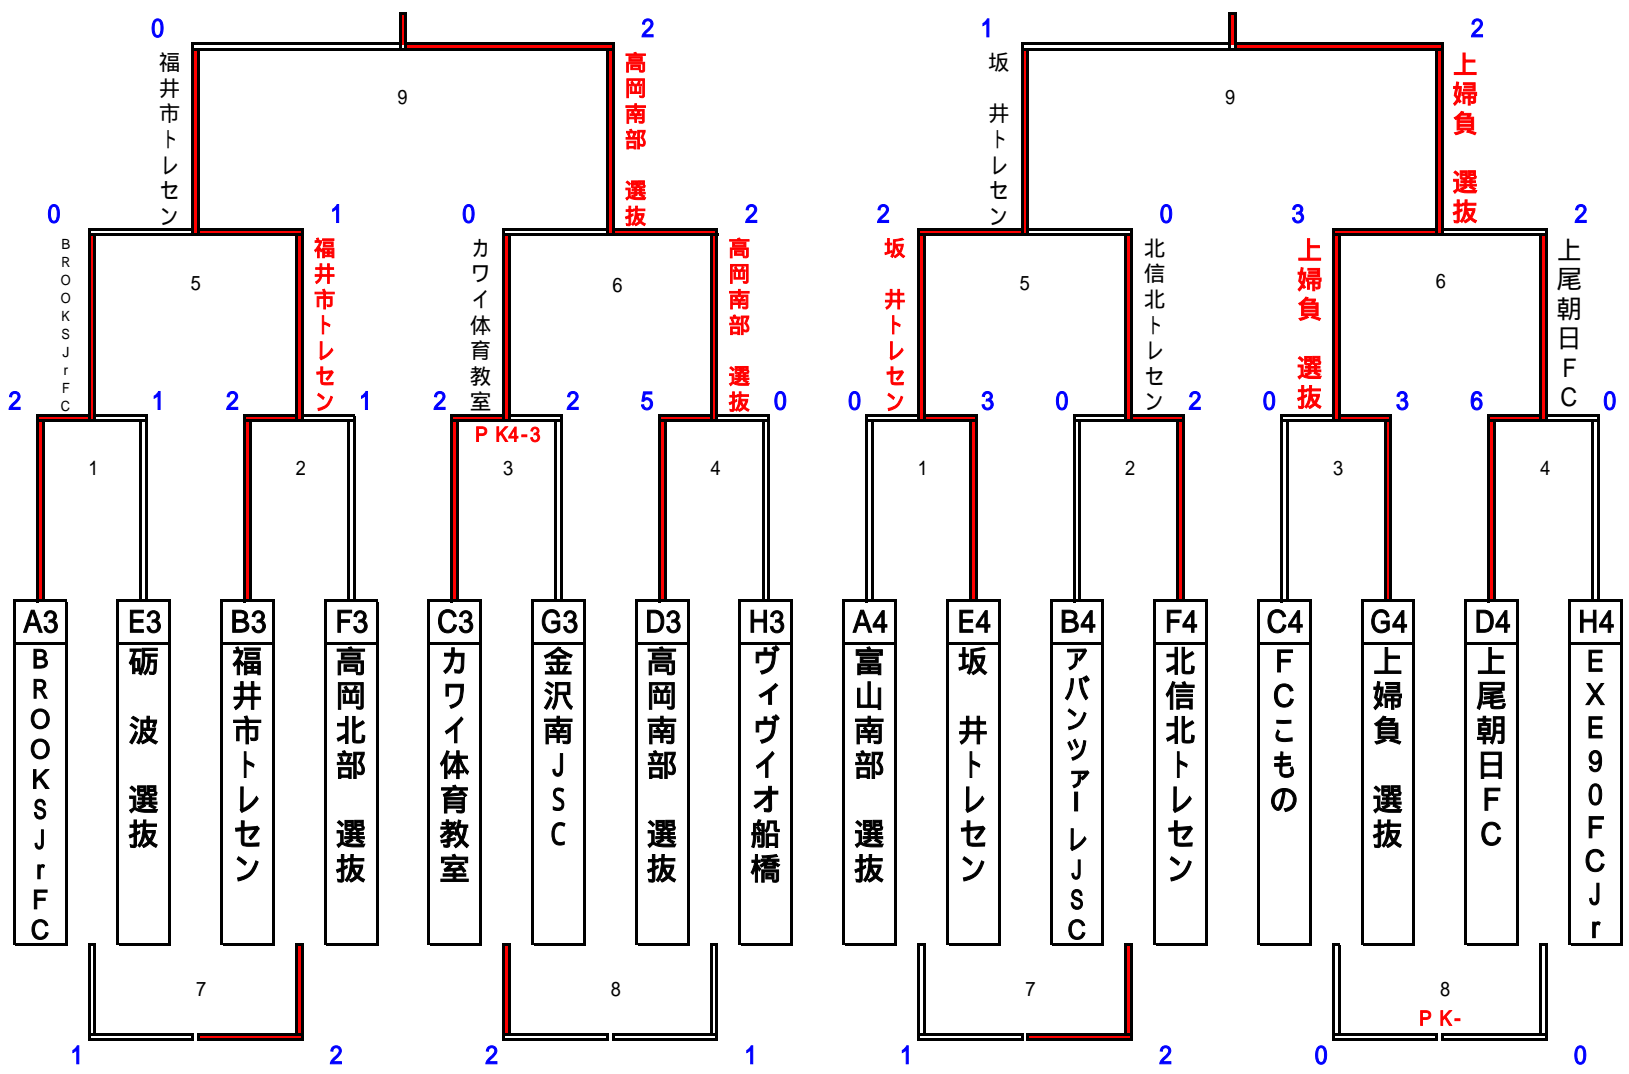 0
2
1
2
福井市トレセン
高岡南部 選抜
坂 井トレセン
上婦負 選抜
9
9
0
1
0
2
2
0
3
2
BROOKSJrFC
福井市トレセン
カワイ体育教室
高岡南部 選抜
坂 井トレセン
北信北トレセン
上婦負 選抜
上尾朝日FC
5
6
5
6
2
1
2
1
2
2
5
0
0
3
0
2
0
3
6
0
PK4-3
1
2
3
4
1
2
3
4
A3
E3
B3
F3
C3
G3
D3
H3
A4
E4
B4
F4
C4
G4
D4
H4
BROOKSJrFC
砺 波 選抜
福井市トレセン
高岡北部 選抜
カワイ体育教室
金沢南JSC
高岡南部 選抜
ヴィヴィオ船橋
富山南部 選抜
坂 井トレセン
アバンツァーレJSC
北信北トレセン
FCこもの
上婦負 選抜
上尾朝日FC
EXE90FCJr
7
8
7
8
PK-
1
2
2
1
1
2
0
0